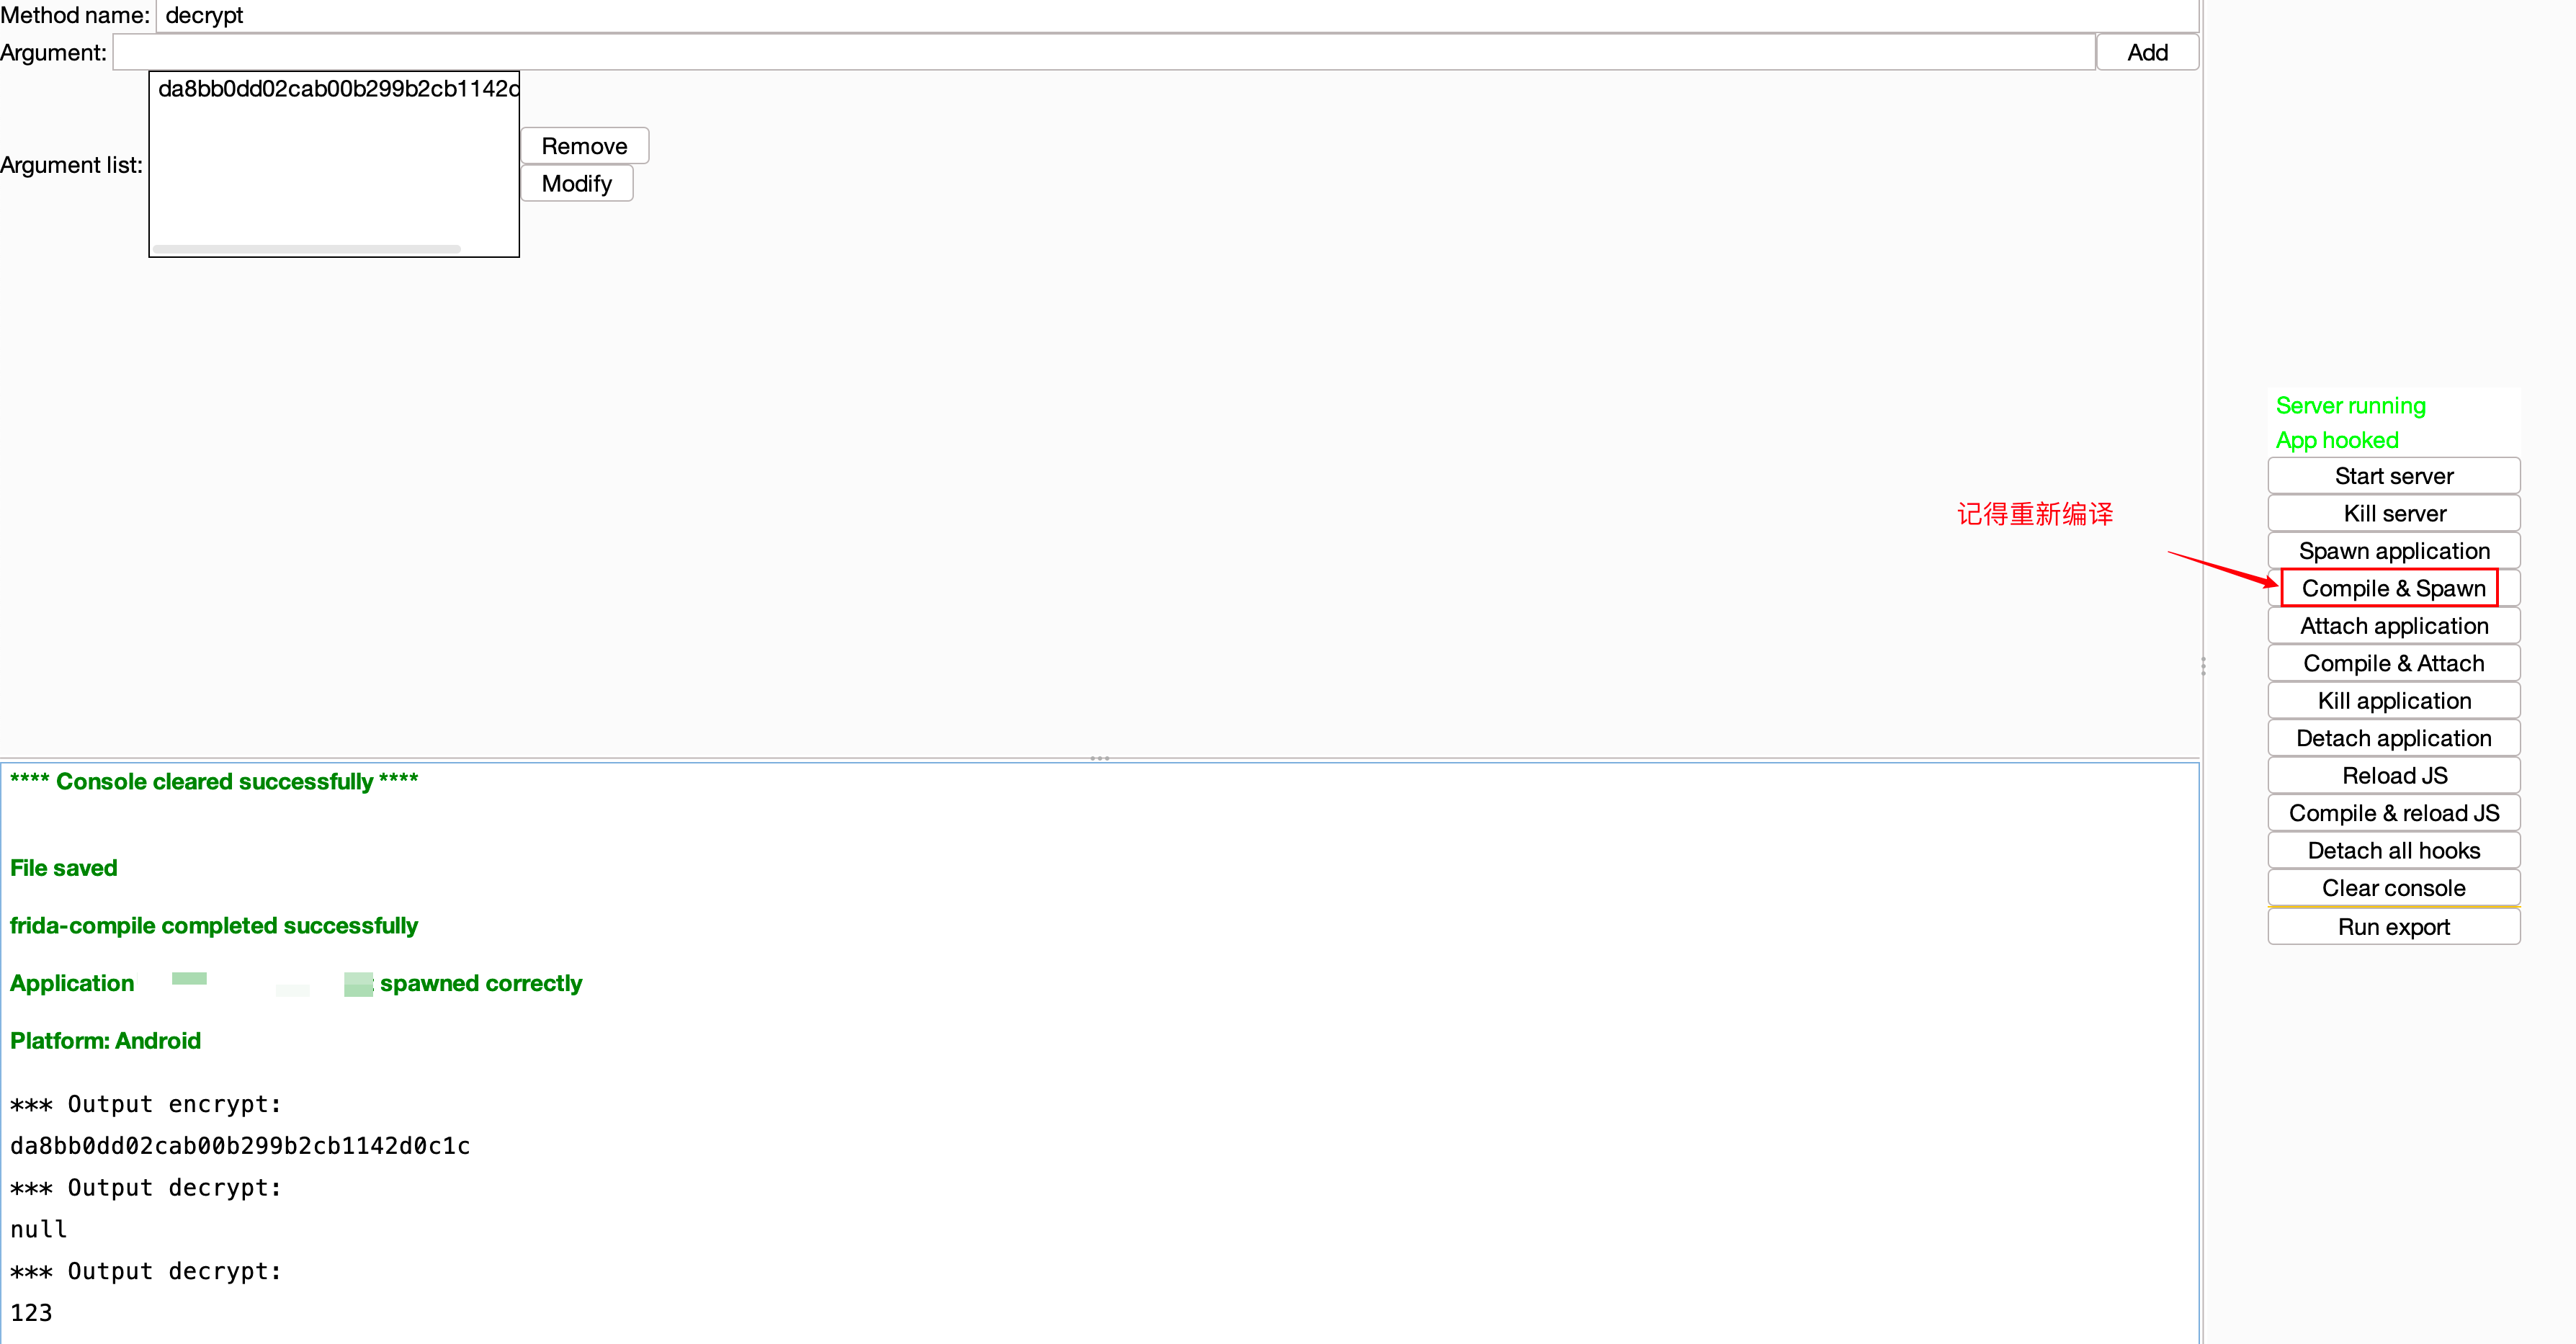 Method name: decrypt
Argument: Add
da8bb0dd02cab00b299b2cb1142d
Argument list:
Remove
Modify
Server running
App hooked
Start server
Kill server
Spawn application
记得重新编译
Compile & Spawn
Attach application
Compile & Attach
Kill application
Detach application
Reload JS
Compile & reload JS
Detach all hooks
Clear console
Run export
**** Console cleared successfully ****
File saved
frida-compile completed successfully
Application spawned correctly
Platform: Android
*** Output encrypt:
da8bb0dd02cab00b299b2cb1142d0c1c
*** Output decrypt:
null
*** Output decrypt:
123